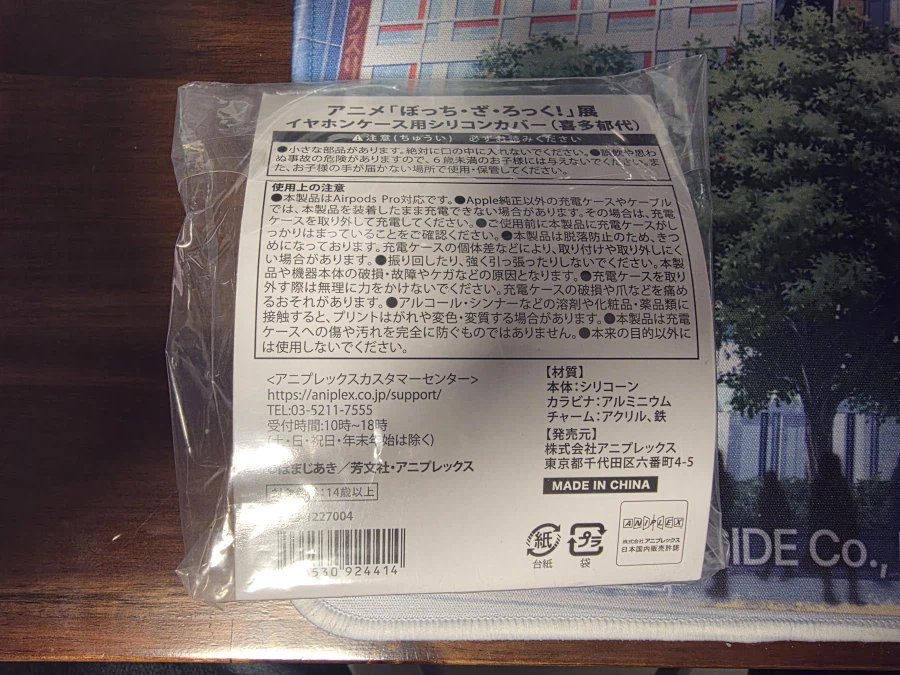 アニメ「ぼっち・ざ・ろっく!」展
イヤホンケース用シリコンカバー(喜多郁代)
注意(ちゅうい) 必ずお読みください
●小さな部品があります。絶対に口の中に入れないでください。●誤飲や思わ
ぬ事故の危険がありますので、6歳未満のお子様には与えないでください。ま
た、お子様の手が届かない場所で使用・保管してください。
使用上の注意
●本製品はAirpods Pro対応です。●Apple純正以外の充電ケースやケーブル
では、本製品を装着したまま充電できない場合があります。その場合は、充電
ケースを取り外して充電してください。●ご使用前に本製品に充電ケースがし
っかりはまっていることをご確認ください。●本製品は脱落防止のため、きつ
めになっております。充電ケースの個体差などにより、取り付けや取り外しにく
い場合があります。●振り回したり、強く引っ張ったりしないでください。本製
品や機器本体の破損・故障やケガなどの原因となります。●充電ケースを取り
外す際は無理に力をかけないでください。充電ケースの破損や爪などを痛め
るおそれがあります。●アルコール・シンナーなどの溶剤や化粧品・薬品類に
接触すると、プリントはがれや変色・変質する場合があります。●本製品は充電
ケースへの傷や汚れを完全に防ぐものではありません。●本来の目的以外に
は使用しないでください。
<アニプレックスカスタマーセンター>
https://aniplex.co.jp/support/
TEL:03-5211-7555
受付時間:10時~18時
(土・日・祝日・年末年始は除く)
はまじあき/芳文社・アニプレックス
:14歳以上
227004
530 924414
【材質】
本体:シリコーン
カラビナ:アルミニウム
チャーム:アクリル、鉄
【発売元】
株式会社アニプレックス
東京都千代田区六番町4-5
MADE IN CHINA
紙
台紙
プラ
袋
ANIPLEX
株式会社アニプレックス
日本国内販売許諾
IDE Co.,